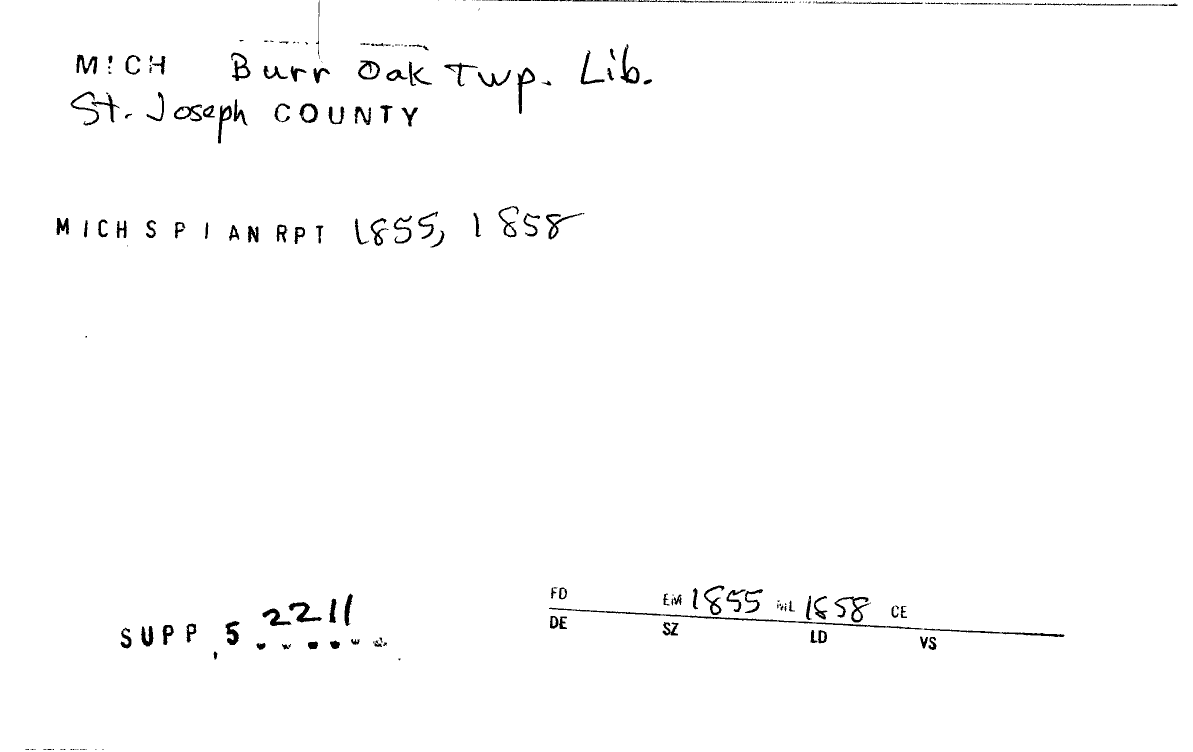 MICH Burr Oak Twp. Lib.
St. Joseph COUNTY
MICH S P I AN RPT 1855, 1858
2211
SUPP 5 ......
FD EM 1855 ML 1858 CE
DE SZ LD VS